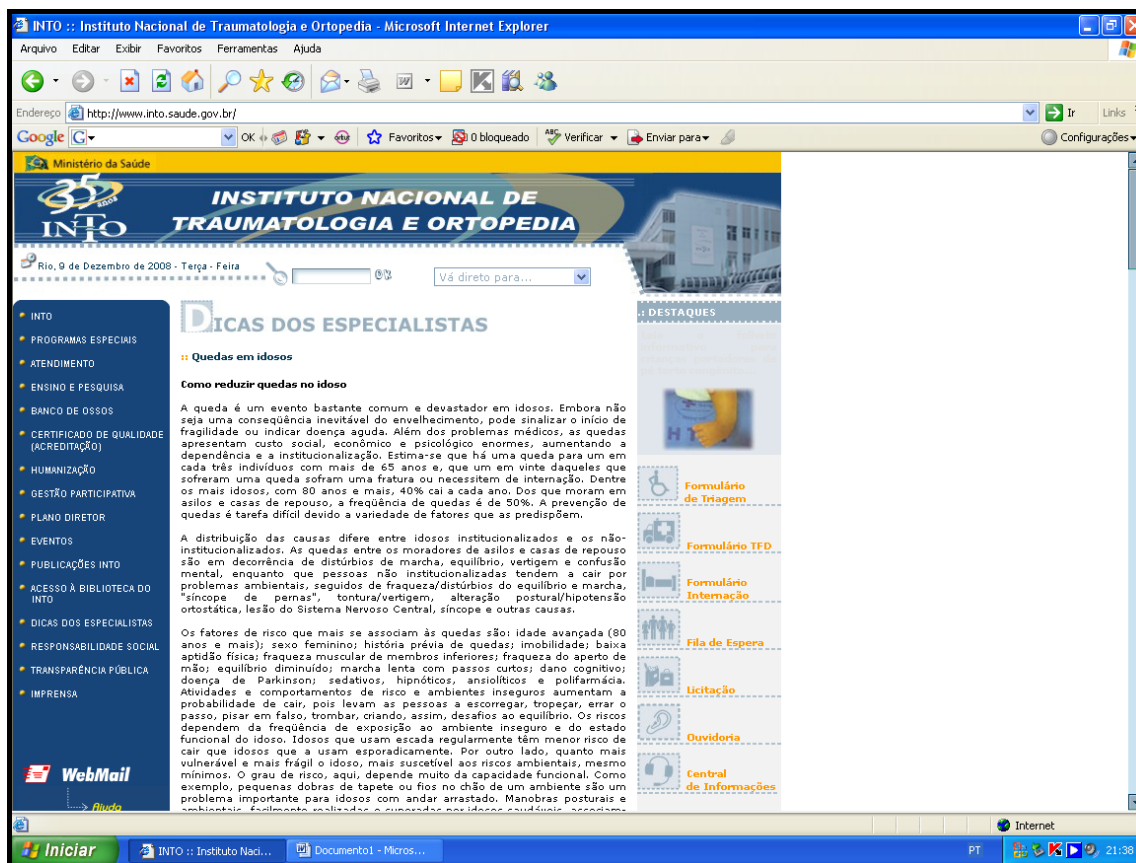 INTO :: Instituto Nacional de Traumatologia e Ortopedia - Microsoft Internet Explorer
Arquivo Editar Exibir Favoritos Ferramentas Ajuda
Endereço http://www.into.saude.gov.br/ Ir Links
Google OK Favoritos 0 bloqueado Verificar Enviar para Configurações
Ministério da Saúde
35 anos
INTO
INSTITUTO NACIONAL DE
TRAUMATOLOGIA E ORTOPEDIA
Rio, 9 de Dezembro de 2008 - Terça - Feira
OK
Vá direto para...
INTO
PROGRAMAS ESPECIAIS
ATENDIMENTO
ENSINO E PESQUISA
BANCO DE OSSOS
CERTIFICADO DE QUALIDADE
(ACREDITAÇÃO)
HUMANIZAÇÃO
GESTÃO PARTICIPATIVA
PLANO DIRETOR
EVENTOS
PUBLICAÇÕES INTO
ACESSO À BIBLIOTECA DO
INTO
DICAS DOS ESPECIALISTAS
RESPONSABILIDADE SOCIAL
TRANSPARÊNCIA PÚBLICA
IMPRENSA
WebMail
Ajuda
DICAS DOS ESPECIALISTAS
:: Quedas em idosos
Como reduzir quedas no idoso
A queda é um evento bastante comum e devastador em idosos. Embora não
seja uma conseqüência inevitável do envelhecimento, pode sinalizar o início de
fragilidade ou indicar doença aguda. Além dos problemas médicos, as quedas
apresentam custo social, econômico e psicológico enormes, aumentando a
dependência e a institucionalização. Estima-se que há uma queda para um em
cada três indivíduos com mais de 65 anos e, que um em vinte daqueles que
sofreram uma queda sofram uma fratura ou necessitem de internação. Dentre
os mais idosos, com 80 anos e mais, 40% cai a cada ano. Dos que moram em
asilos e casas de repouso, a freqüência de quedas é de 50%. A prevenção de
quedas é tarefa difícil devido a variedade de fatores que as predispõem.
A distribuição das causas difere entre idosos institucionalizados e os não-
institucionalizados. As quedas entre os moradores de asilos e casas de repouso
são em decorrência de distúrbios de marcha, equilíbrio, vertigem e confusão
mental, enquanto que pessoas não institucionalizadas tendem a cair por
problemas ambientais, seguidos de fraqueza/distúrbios do equilíbrio e marcha,
"síncope de pernas", tontura/vertigem, alteração postural/hipotensão
ortostática, lesão do Sistema Nervoso Central, síncope e outras causas.
Os fatores de risco que mais se associam às quedas são: idade avançada (80
anos e mais); sexo feminino; história prévia de quedas; imobilidade; baixa
aptidão física; fraqueza muscular de membros inferiores; fraqueza do aperto de
mão; equilíbrio diminuído; marcha lenta com passos curtos; dano cognitivo;
doença de Parkinson; sedativos, hipnóticos, ansiolíticos e polifarmácia.
Atividades e comportamentos de risco e ambientes inseguros aumentam a
probabilidade de cair, pois levam as pessoas a escorregar, tropeçar, errar o
passo, pisar em falso, trombar, criando, assim, desafios ao equilíbrio. Os riscos
dependem da freqüência de exposição ao ambiente inseguro e do estado
funcional do idoso. Idosos que usam escada regularmente têm menor risco de
cair que idosos que a usam esporadicamente. Por outro lado, quanto mais
vulnerável e mais frágil o idoso, mais suscetível aos riscos ambientais, mesmo
mínimos. O grau de risco, aqui, depende muito da capacidade funcional. Como
exemplo, pequenas dobras de tapete ou fios no chão de um ambiente são um
problema importante para idosos com andar arrastado. Manobras posturais e
ambientais, facilmente realizadas e superadas por idosos saudáveis, associam-
.: DESTAQUES
Formulário
de Triagem
Formulário TFD
Formulário
Internação
Fila de Espera
Licitação
Ouvidoria
Central
de Informações
Internet
Iniciar INTO :: Instituto Naci... Documento1 - Micros... PT 21:38